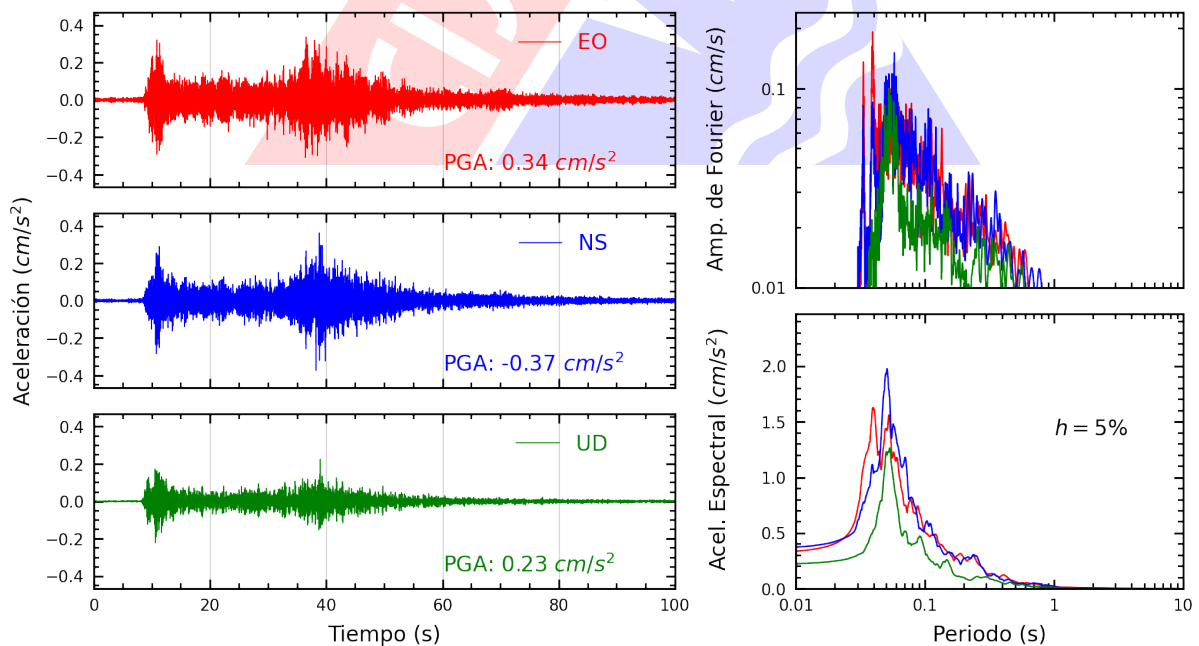 Aceleración (cm/s²)
0.4
0.2
0.0
−0.2
−0.4
EO
PGA: 0.34 cm/s²
0.4
0.2
0.0
−0.2
−0.4
NS
PGA: -0.37 cm/s²
0.4
0.2
0.0
−0.2
−0.4
UD
PGA: 0.23 cm/s²
0 20 40 60 80 100
Tiempo (s)
Amp. de Fourier (cm/s)
0.1
0.01
Acel. Espectral (cm/s²)
2.0
1.5
1.0
0.5
0.0
h = 5%
0.01 0.1 1 10
Periodo (s)